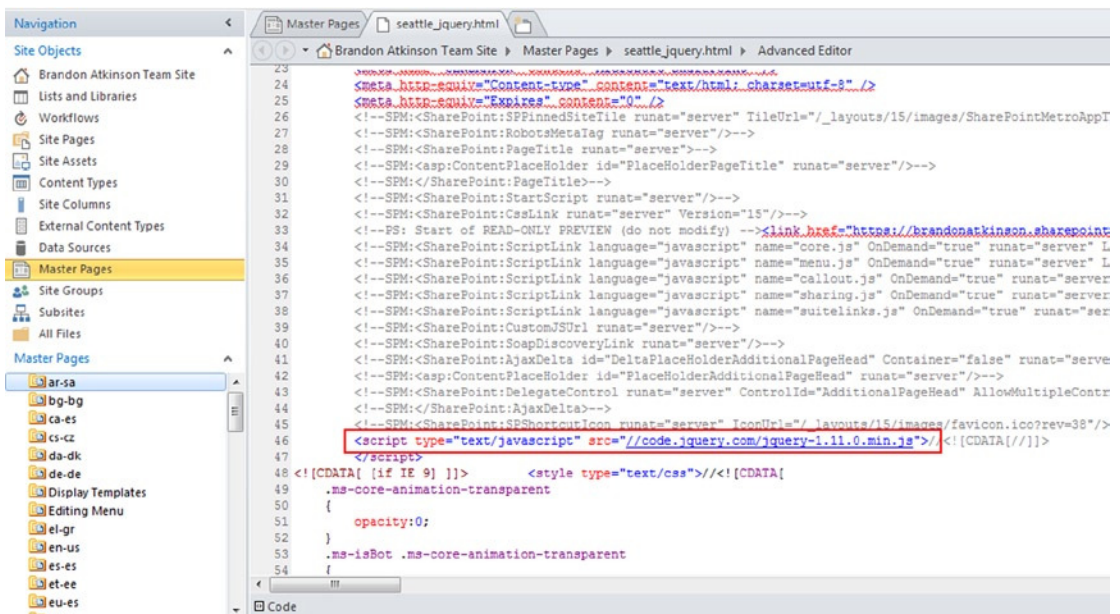 Navigation
Site Objects
Brandon Atkinson Team Site
Lists and Libraries
Workflows
Site Pages
Site Assets
Content Types
Site Columns
External Content Types
Data Sources
Master Pages
Site Groups
Subsites
All Files
Master Pages
ar-sa
bg-bg
ca-es
cs-cz
da-dk
de-de
Display Templates
Editing Menu
el-gr
en-us
es-es
et-ee
eu-es
Master Pages seattle_jquery.html
Brandon Atkinson Team Site Master Pages seattle_jquery.html Advanced Editor
23
24 <meta http-equiv="Content-type" content="text/html; charset=utf-8" />
25 <meta http-equiv="Expires" content="0" />
26 <!--SPM:<SharePoint:SPPinnedSiteTile runat="server" TileUrl="/_layouts/15/images/SharePointMetroAppT
27 <!--SPM:<SharePoint:RobotsMetaTag runat="server"/>-->
28 <!--SPM:<SharePoint:PageTitle runat="server">-->
29 <!--SPM:<asp:ContentPlaceHolder id="PlaceHolderPageTitle" runat="server"/>-->
30 <!--SPM:</SharePoint:PageTitle>-->
31 <!--SPM:<SharePoint:StartScript runat="server"/>-->
32 <!--SPM:<SharePoint:CssLink runat="server" Version="15"/>-->
33 <!--PS: Start of READ-ONLY PREVIEW (do not modify) --><link href="https://brandonatkinson.sharepoint
34 <!--SPM:<SharePoint:ScriptLink language="javascript" name="core.js" OnDemand="true" runat="server" L
35 <!--SPM:<SharePoint:ScriptLink language="javascript" name="menu.js" OnDemand="true" runat="server" L
36 <!--SPM:<SharePoint:ScriptLink language="javascript" name="callout.js" OnDemand="true" runat="server
37 <!--SPM:<SharePoint:ScriptLink language="javascript" name="sharing.js" OnDemand="true" runat="server
38 <!--SPM:<SharePoint:ScriptLink language="javascript" name="suitelinks.js" OnDemand="true" runat="ser
39 <!--SPM:<SharePoint:CustomJSUrl runat="server"/>-->
40 <!--SPM:<SharePoint:SoapDiscoveryLink runat="server"/>-->
41 <!--SPM:<SharePoint:AjaxDelta id="DeltaPlaceHolderAdditionalPageHead" Container="false" runat="serve
42 <!--SPM:<asp:ContentPlaceHolder id="PlaceHolderAdditionalPageHead" runat="server"/>-->
43 <!--SPM:<SharePoint:DelegateControl runat="server" ControlId="AdditionalPageHead" AllowMultipleContr
44 <!--SPM:</SharePoint:AjaxDelta>-->
45 <!--SPM:<SharePoint:SPShortcutIcon runat="server" IconUrl="/_layouts/15/images/favicon.ico?rev=38"/>
46 <script type="text/javascript" src="//code.jquery.com/jquery-1.11.0.min.js">//<![CDATA[//]]>
47 </script>
48 <![CDATA[ [if IE 9] ]]> <style type="text/css">//<![CDATA[
49 .ms-core-animation-transparent
50 {
51 opacity:0;
52 }
53 .ms-isBot .ms-core-animation-transparent
54 {
Code